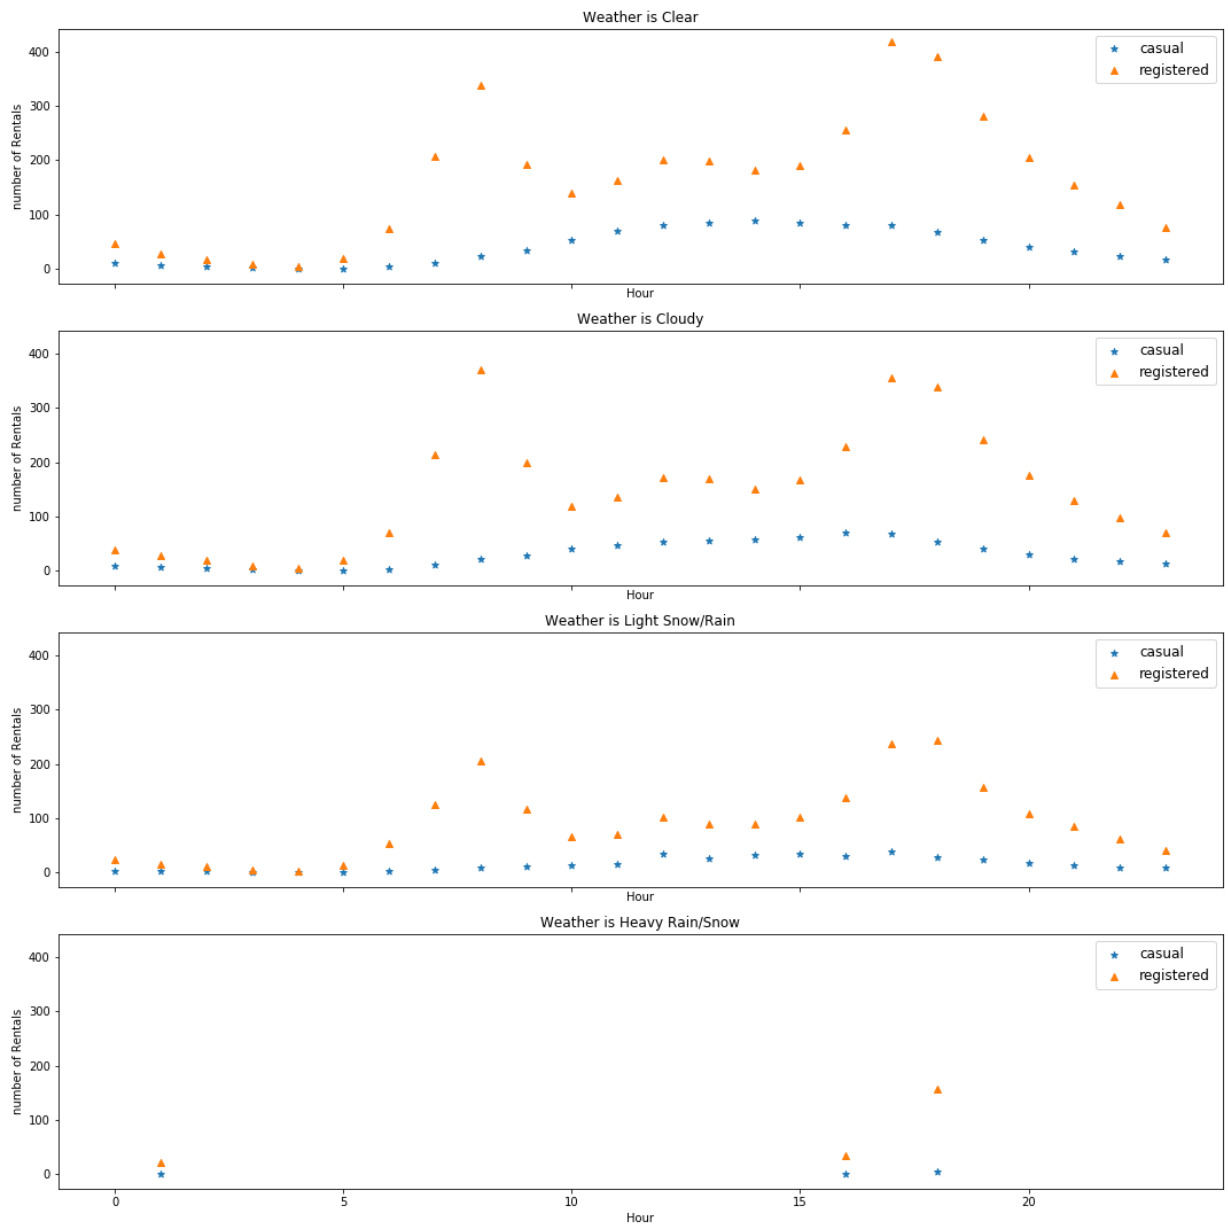 Weather is Clear
number of Rentals
400
300
200
100
0
casual
registered
Hour
Weather is Cloudy
number of Rentals
400
300
200
100
0
casual
registered
Hour
Weather is Light Snow/Rain
number of Rentals
400
300
200
100
0
casual
registered
Hour
Weather is Heavy Rain/Snow
number of Rentals
400
300
200
100
0
casual
registered
0 5 10 15 20
Hour